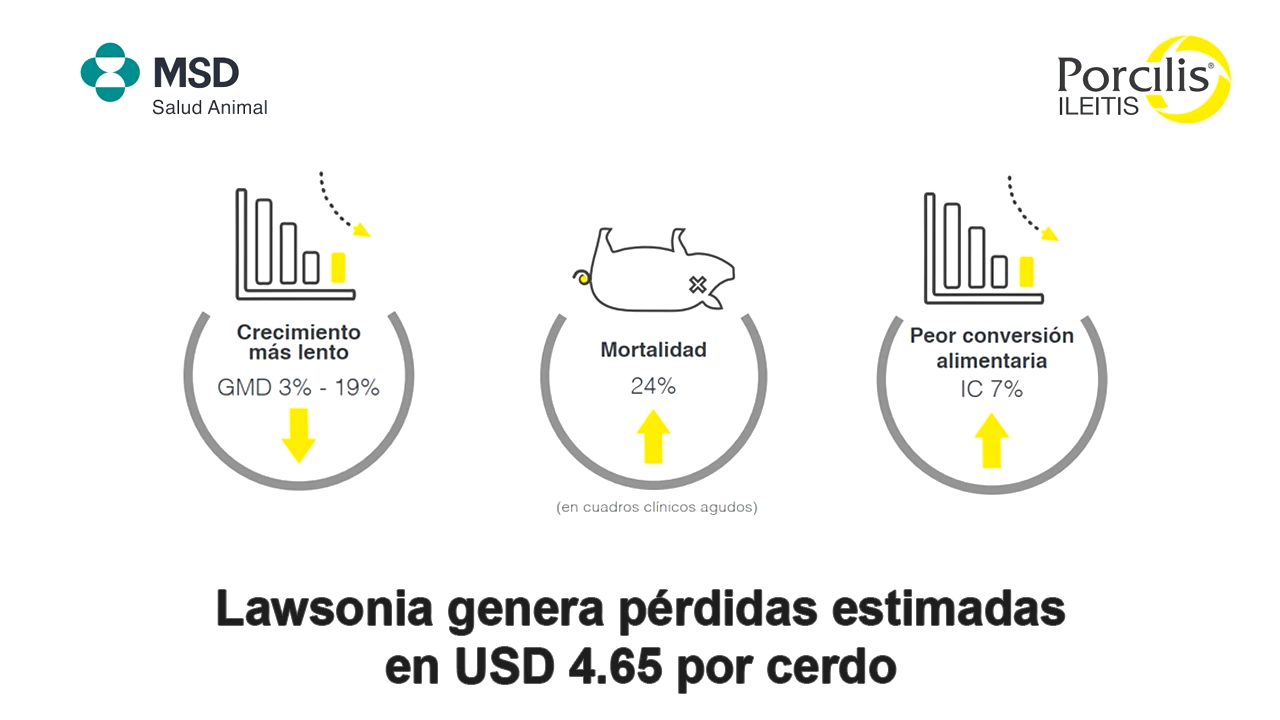 MSD
Salud Animal
Porcilis®
ILEITIS
Crecimiento
más lento
GMD 3% - 19%
Mortalidad
24%
(en cuadros clínicos agudos)
Peor conversión
alimentaria
IC 7%
Lawsonia genera pérdidas estimadas
en USD 4.65 por cerdo